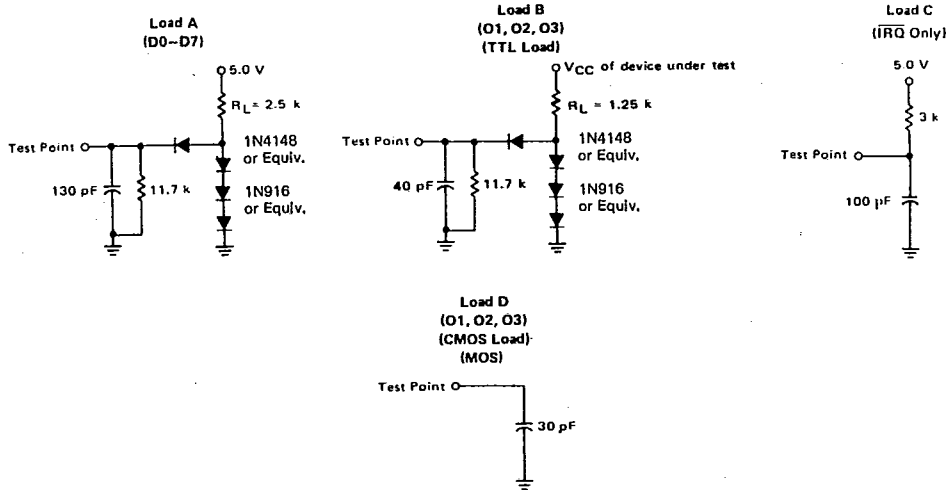 Load A
(D0~D7)
5.0 V
RL = 2.5 k
Test Point
1N4148
or Equiv.
130 pF
11.7 k
1N916
or Equiv.
Load B
(O1, O2, O3)
(TTL Load)
VCC of device under test
RL = 1.25 k
Test Point
1N4148
or Equiv.
40 pF
11.7 k
1N916
or Equiv.
Load C
(IRQ Only)
5.0 V
3 k
Test Point
100 pF
Load D
(O1, O2, O3)
(CMOS Load)
(MOS)
Test Point
30 pF